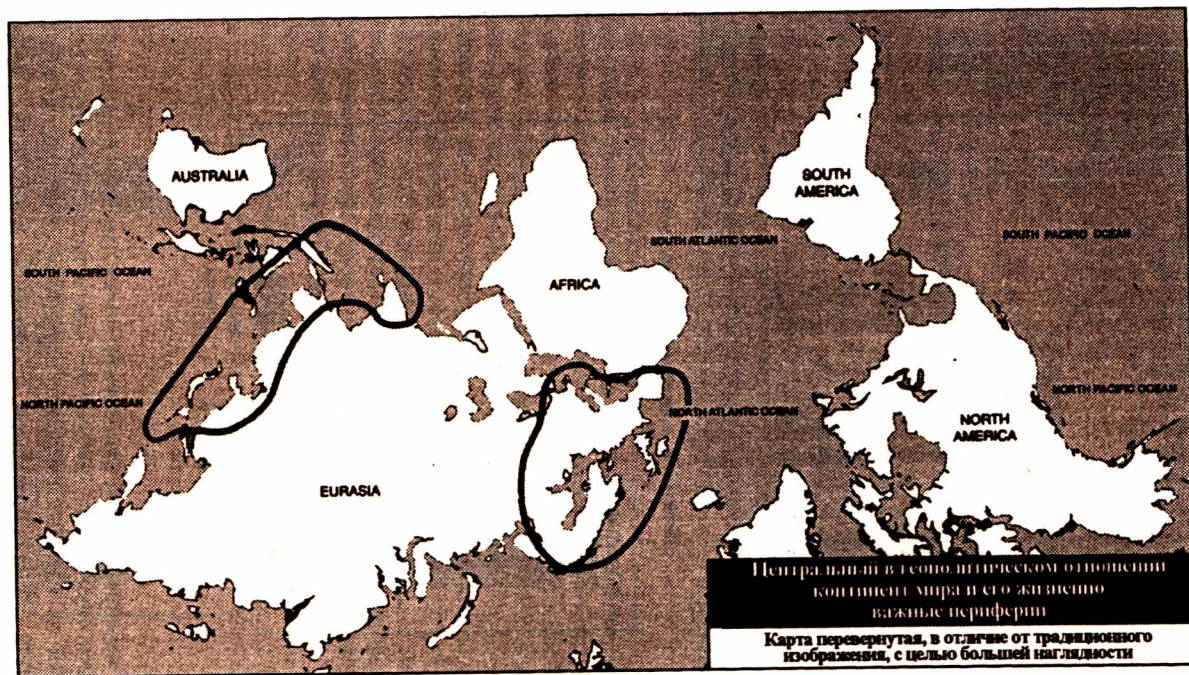 AUSTRALIA
SOUTH
AMERICA
SOUTH ATLANTIC OCEAN
SOUTH PACIFIC OCEAN
SOUTH PACIFIC OCEAN
AFRICA
NORTH PACIFIC OCEAN
NORTH ATLANTIC OCEAN
NORTH PACIFIC OCEAN
NORTH
AMERICA
EURASIA
Центральный в геополитическом отношении
континент мира и его жизненно
важные периферии
Карта перевернутая, в отличие от традиционного
изображения, с целью большей наглядности